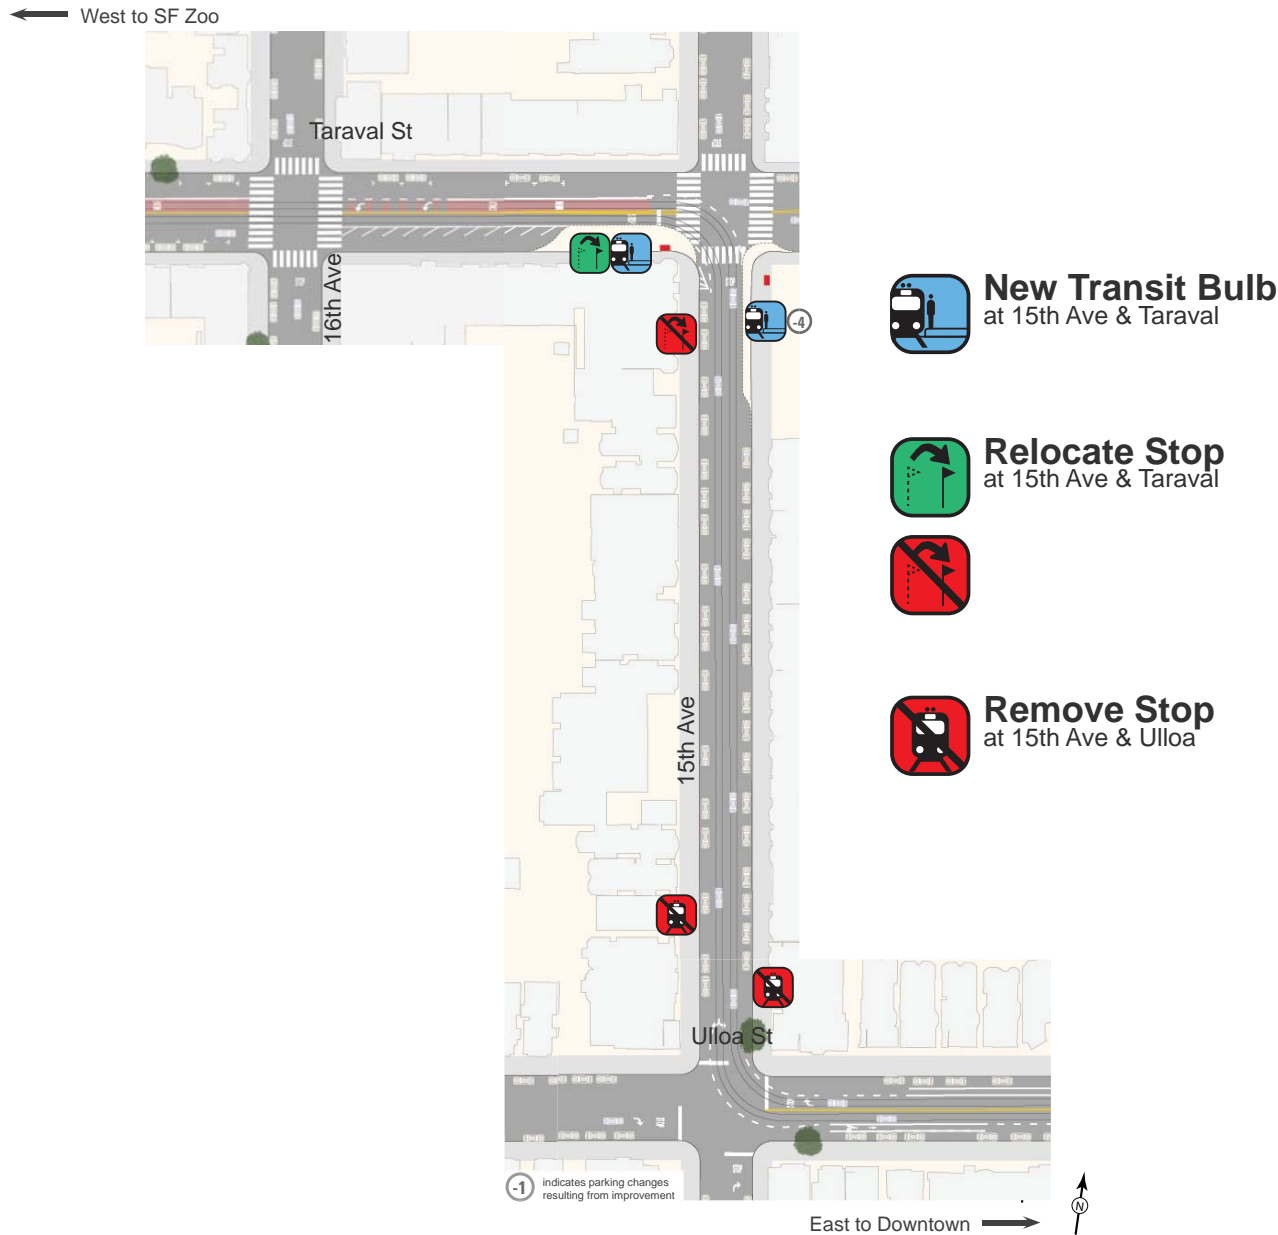 West to SF Zoo
Taraval St
16th Ave
-4
New Transit Bulb
at 15th Ave & Taraval
Relocate Stop
at 15th Ave & Taraval
15th Ave
Remove Stop
at 15th Ave & Ulloa
Ulloa St
-1
indicates parking changes
resulting from improvement
N
East to Downtown